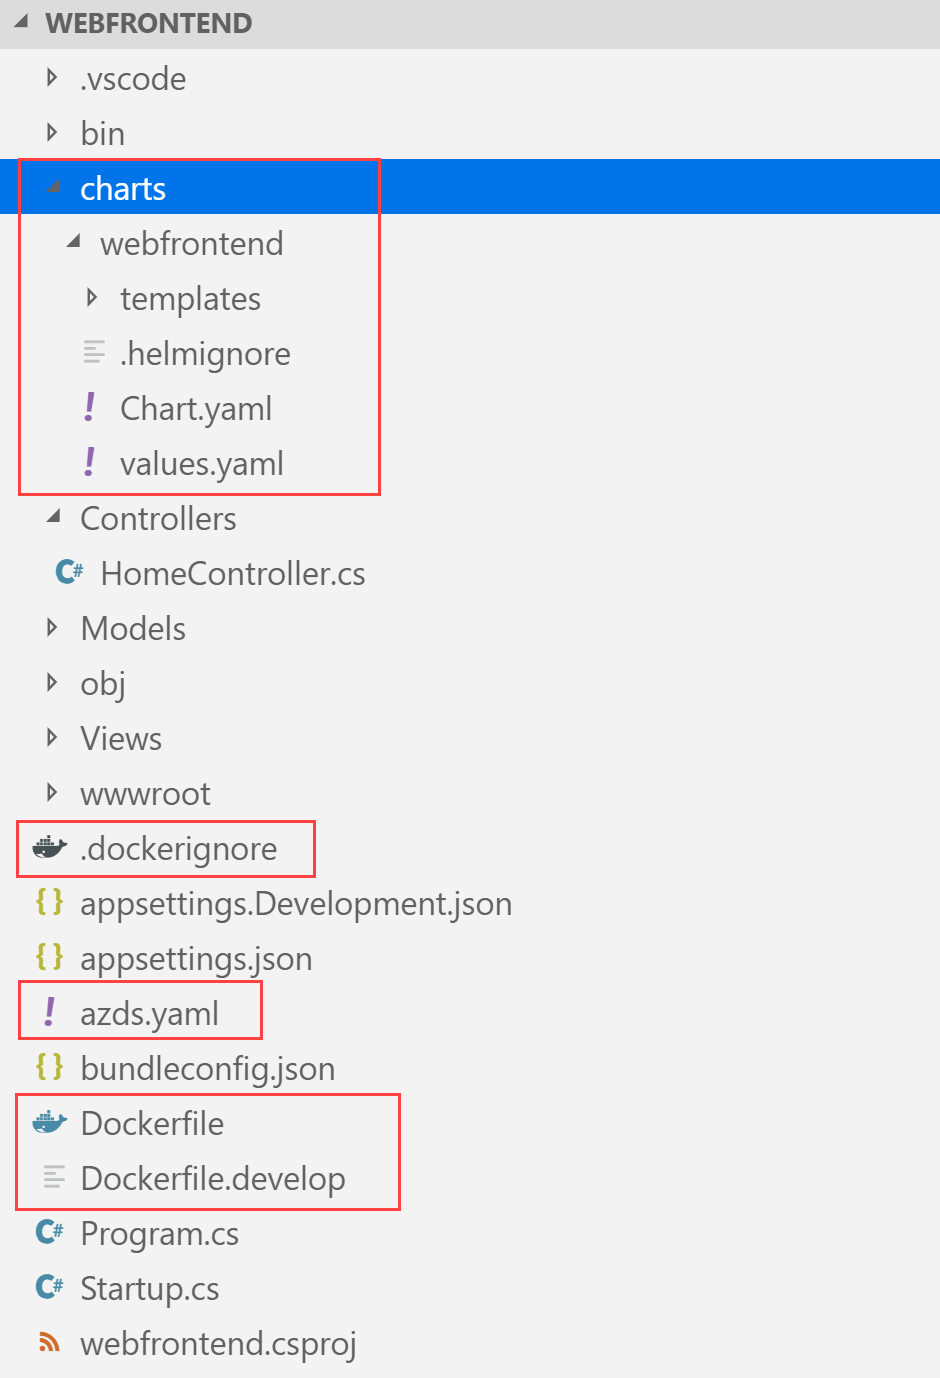 WEBFRONTEND
.vscode
bin
charts
webfrontend
templates
.helmignore
Chart.yaml
values.yaml
Controllers
HomeController.cs
Models
obj
Views
wwwroot
.dockerignore
appsettings.Development.json
appsettings.json
azds.yaml
bundleconfig.json
Dockerfile
Dockerfile.develop
Program.cs
Startup.cs
webfrontend.csproj